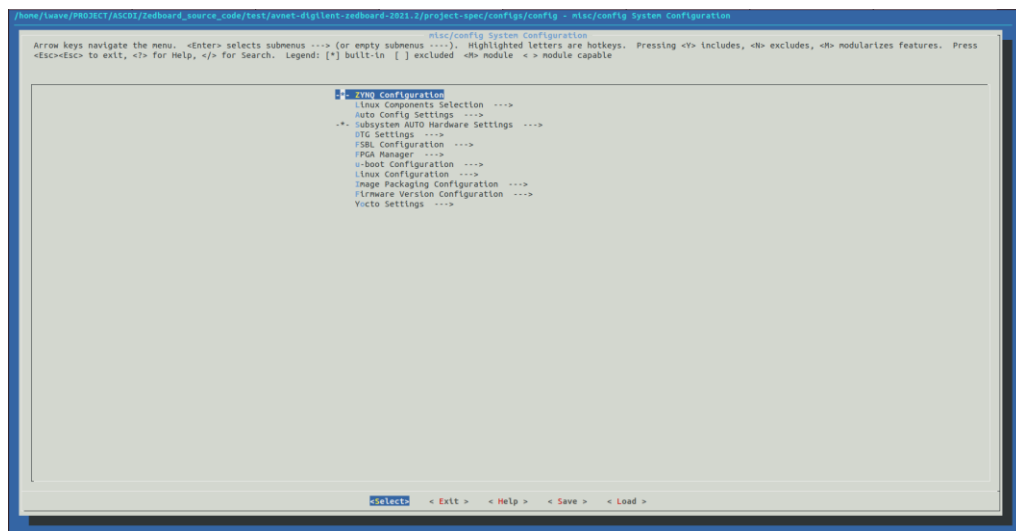 /home/iwave/PROJECT/ASCDI/Zedboard_source_code/test/avnet-digilent-zedboard-2021.2/project-spec/configs/config - misc/config System Configuration
misc/config System Configuration
Arrow keys navigate the menu. <Enter> selects submenus ---> (or empty submenus ----). Highlighted letters are hotkeys. Pressing <Y> includes, <N> excludes, <M> modularizes features. Press
<Esc><Esc> to exit, <?> for Help, </> for Search. Legend: [*] built-in [ ] excluded <M> module < > module capable
-*- ZYNQ Configuration
Linux Components Selection --->
Auto Config Settings --->
-*- Subsystem AUTO Hardware Settings --->
DTG Settings --->
FSBL Configuration --->
FPGA Manager --->
u-boot Configuration --->
Linux Configuration --->
Image Packaging Configuration --->
Firmware Version Configuration --->
Yocto Settings --->
<Select> < Exit > < Help > < Save > < Load >